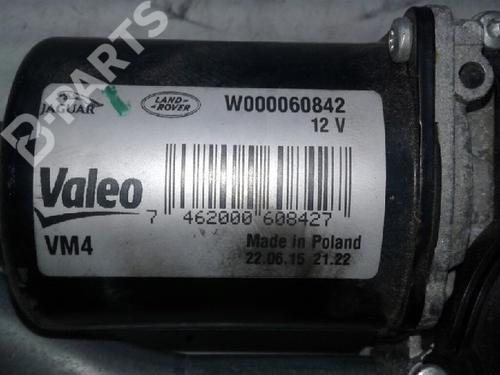 B-PARTS
JAGUAR
LAND-
ROVER
W000060842
12 V
Valeo
7 462000 608427
VM4
Made in Poland
22.06.15 21.22